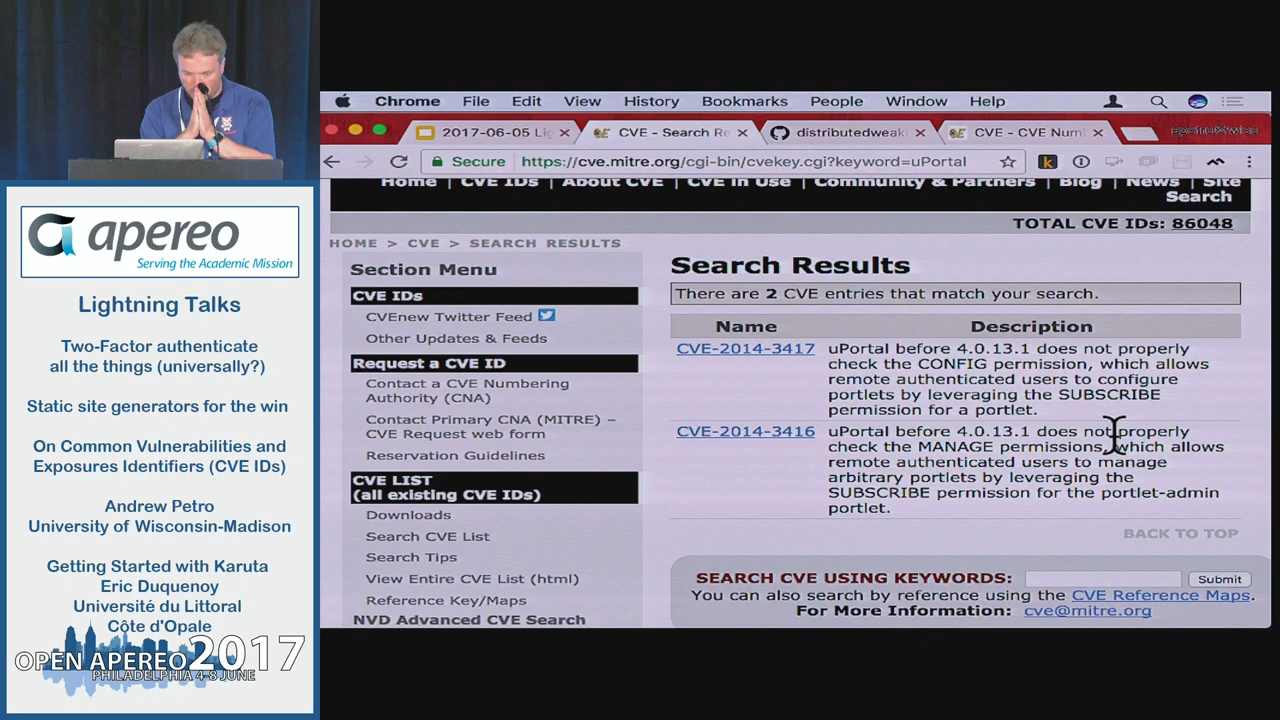 apereo
Serving the Academic Mission
Lightning Talks
Two-Factor authenticate
all the things (universally?)
Static site generators for the win
On Common Vulnerabilities and
Exposures Identifiers (CVE IDs)
Andrew Petro
University of Wisconsin-Madison
Getting Started with Karuta
Eric Duquenoy
Université du Littoral
Côte d'Opale
OPEN APEREO 2017
PHILADELPHIA 4-8 JUNE
Chrome File Edit View History Bookmarks People Window Help
2017-06-05 Li
CVE - Search Re
distributedweak
CVE - CVE Num
Secure https://cve.mitre.org/cgi-bin/cvekey.cgi?keyword=uPortal
Home | CVE IDs | About CVE | CVE in Use | Community & Partners | Blog | News | Site
Search
TOTAL CVE IDs: 86048
HOME > CVE > SEARCH RESULTS
Section Menu
CVE IDs
CVEnew Twitter Feed
Other Updates & Feeds
Request a CVE ID
Contact a CVE Numbering
Authority (CNA)
Contact Primary CNA (MITRE) –
CVE Request web form
Reservation Guidelines
CVE LIST
(all existing CVE IDs)
Downloads
Search CVE List
Search Tips
View Entire CVE List (html)
Reference Key/Maps
NVD Advanced CVE Search
Search Results
There are 2 CVE entries that match your search.
Name Description
CVE-2014-3417 uPortal before 4.0.13.1 does not properly
check the CONFIG permission, which allows
remote authenticated users to configure
portlets by leveraging the SUBSCRIBE
permission for a portlet.
CVE-2014-3416 uPortal before 4.0.13.1 does not properly
check the MANAGE permissions, which allows
remote authenticated users to manage
arbitrary portlets by leveraging the
SUBSCRIBE permission for the portlet-admin
portlet.
BACK TO TOP
SEARCH CVE USING KEYWORDS: Submit
You can also search by reference using the CVE Reference Maps.
For More Information: cve@mitre.org